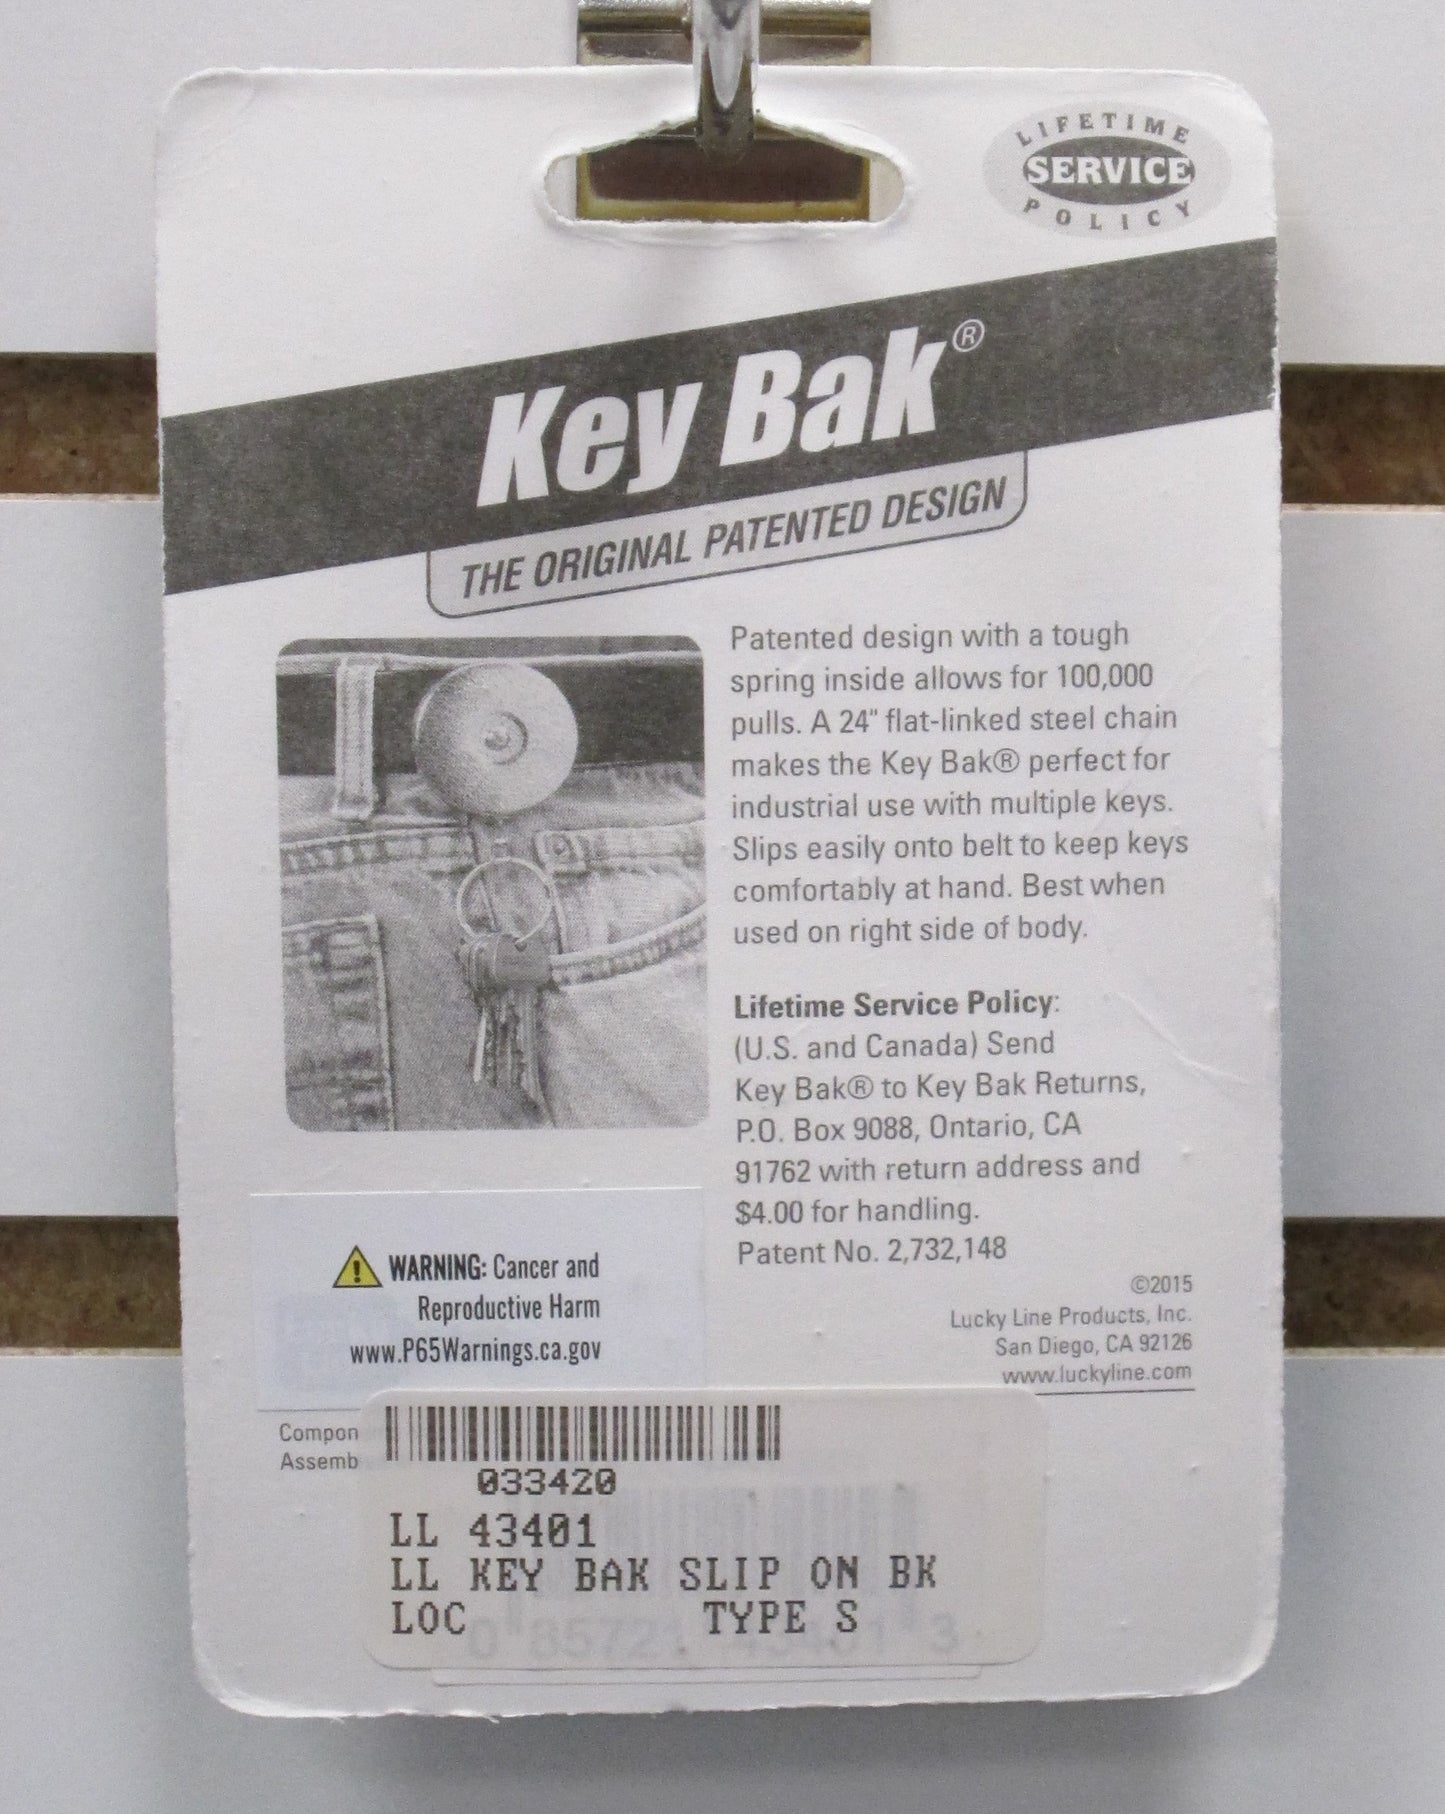 LIFETIME
SERVICE
POLICY
Key Bak®
THE ORIGINAL PATENTED DESIGN
Patented design with a tough
spring inside allows for 100,000
pulls. A 24" flat-linked steel chain
makes the Key Bak® perfect for
industrial use with multiple keys.
Slips easily onto belt to keep keys
comfortably at hand. Best when
used on right side of body.
Lifetime Service Policy:
(U.S. and Canada) Send
Key Bak® to Key Bak Returns,
P.O. Box 9088, Ontario, CA
91762 with return address and
$4.00 for handling.
Patent No. 2,732,148
©2015
Lucky Line Products, Inc.
San Diego, CA 92126
www.luckyline.com
WARNING: Cancer and
Reproductive Harm
www.P65Warnings.ca.gov
Compon
Assemb
033420
LL 43401
LL KEY BAK SLIP ON BK
LOC TYPE S